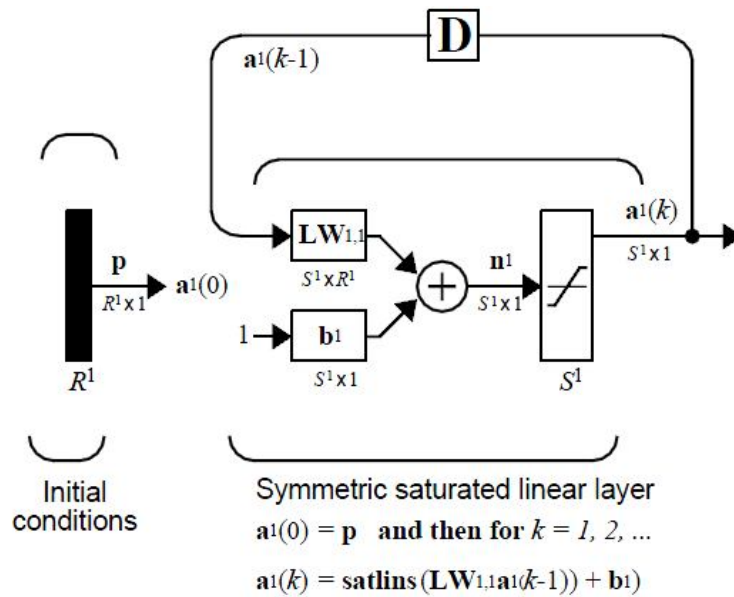 D
a1(k-1)
a1(k)
LW1,1
p
a1(0)
n1
S1x1
R1x1
S1xR1
S1x1
1
b1
R1
S1x1
S1
Initial
conditions
Symmetric saturated linear layer
a1(0) = p and then for k = 1, 2, ...
a1(k) = satlins (LW1,1a1(k-1)) + b1)